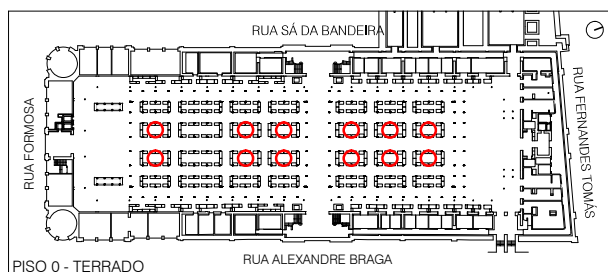 RUA SÁ DA BANDEIRA
RUA FORMOSA
RUA FERNANDES TOMÁS
RUA ALEXANDRE BRAGA
PISO 0 - TERRADO